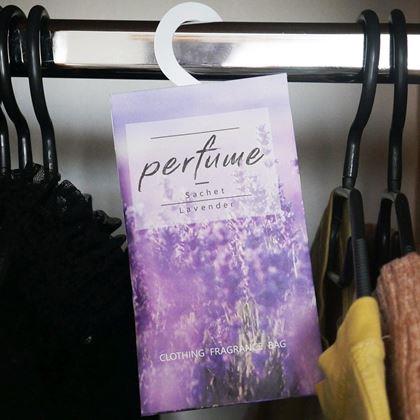 perfume
Sachet
Lavender
CLOTHING FRAGRANCE BAG